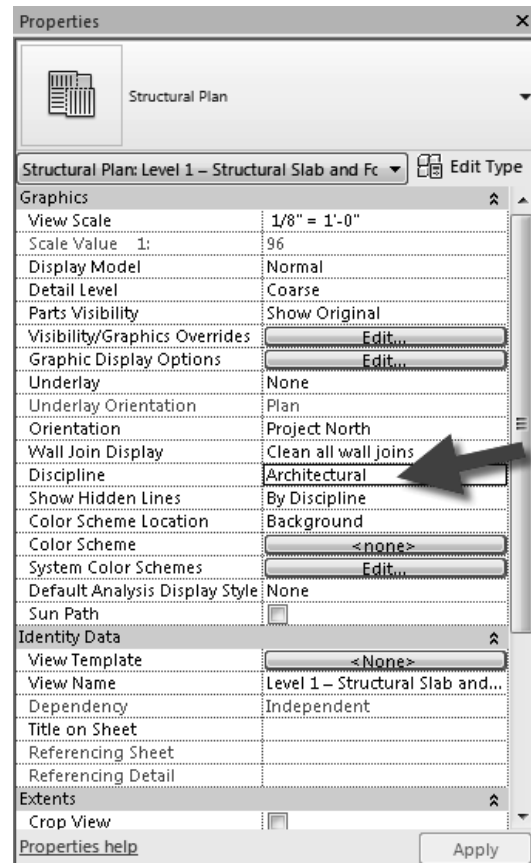 Properties
Structural Plan
Structural Plan: Level 1 – Structural Slab and Fc
Edit Type
Graphics
View Scale 1/8" = 1'-0"
Scale Value 1: 96
Display Model Normal
Detail Level Coarse
Parts Visibility Show Original
Visibility/Graphics Overrides Edit...
Graphic Display Options Edit...
Underlay None
Underlay Orientation Plan
Orientation Project North
Wall Join Display Clean all wall joins
Discipline Architectural
Show Hidden Lines By Discipline
Color Scheme Location Background
Color Scheme <none>
System Color Schemes Edit...
Default Analysis Display Style None
Sun Path
Identity Data
View Template <None>
View Name Level 1 – Structural Slab and...
Dependency Independent
Title on Sheet
Referencing Sheet
Referencing Detail
Extents
Crop View
Properties help Apply